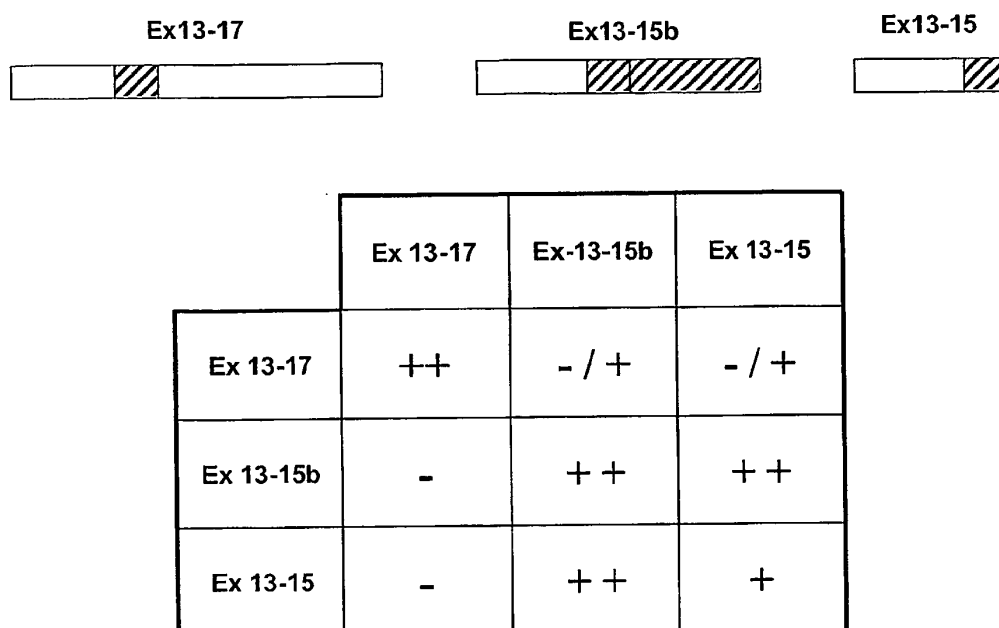 Ex13-17 Ex13-15b Ex13-15
Ex 13-17 Ex-13-15b Ex 13-15
Ex 13-17 ++ - / + - / +
Ex 13-15b - + + + +
Ex 13-15 - + + +